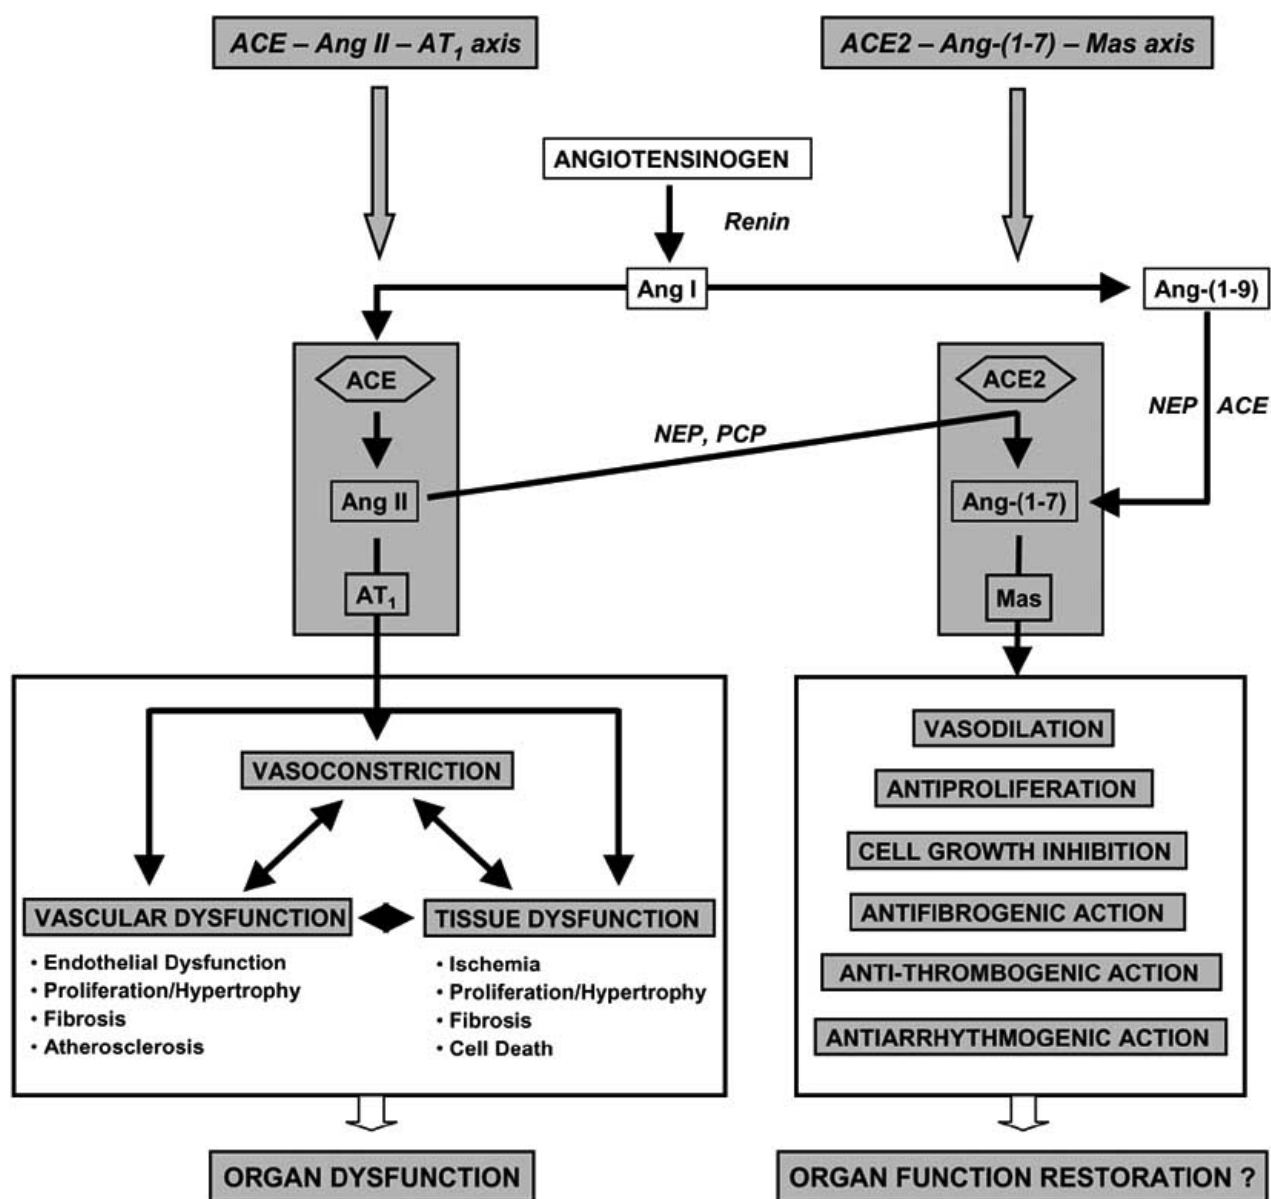 ACE – Ang II – AT₁ axis
ACE2 – Ang-(1-7) – Mas axis
ANGIOTENSINOGEN
Renin
Ang I
Ang-(1-9)
ACE
ACE2
NEP
ACE
NEP, PCP
Ang II
Ang-(1-7)
AT₁
Mas
VASOCONSTRICTION
VASCULAR DYSFUNCTION
• Endothelial Dysfunction
• Proliferation/Hypertrophy
• Fibrosis
• Atherosclerosis
TISSUE DYSFUNCTION
• Ischemia
• Proliferation/Hypertrophy
• Fibrosis
• Cell Death
VASODILATION
ANTIPROLIFERATION
CELL GROWTH INHIBITION
ANTIFIBROGENIC ACTION
ANTI-THROMBOGENIC ACTION
ANTIARRHYTHMOGENIC ACTION
ORGAN DYSFUNCTION
ORGAN FUNCTION RESTORATION ?